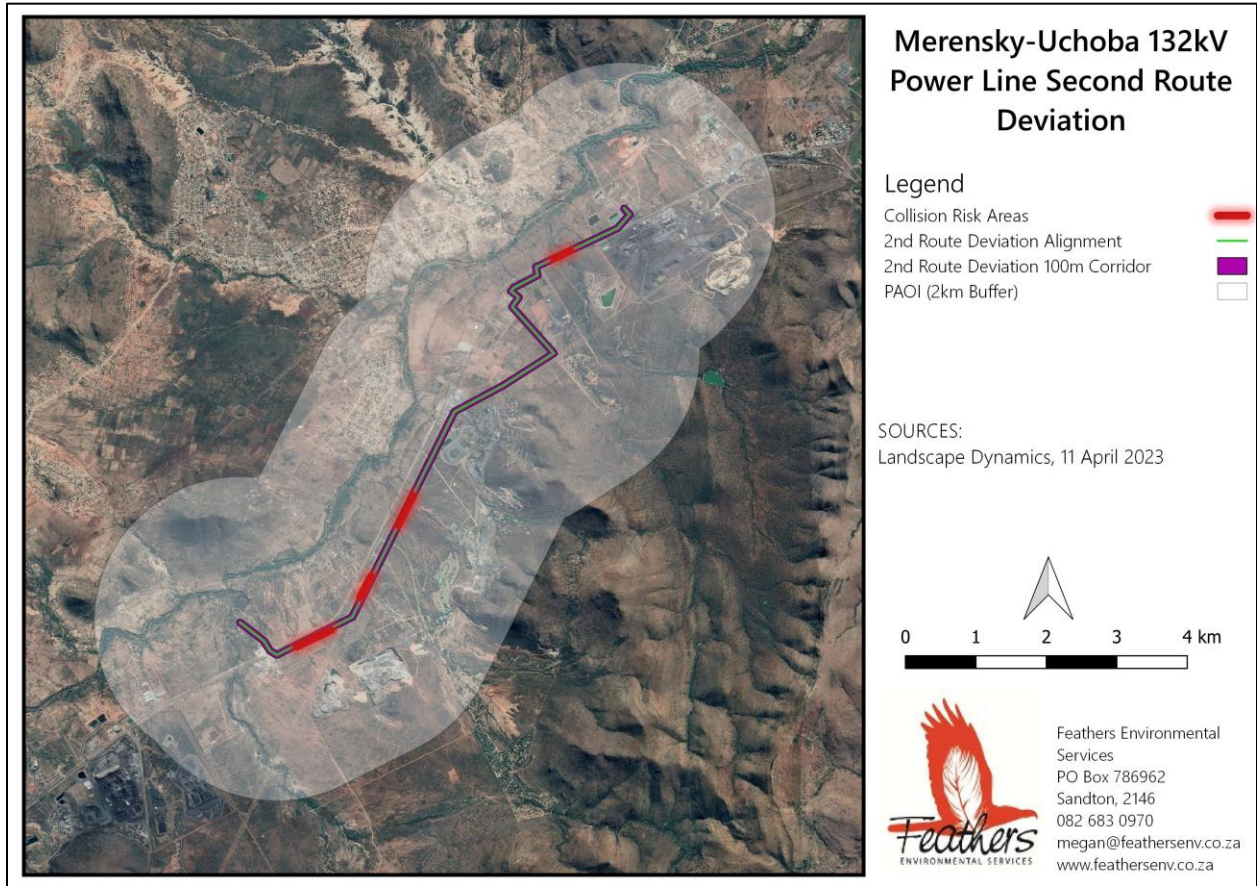 Merensky-Uchoba 132kV
Power Line Second Route
Deviation
Legend
Collision Risk Areas
2nd Route Deviation Alignment
2nd Route Deviation 100m Corridor
PAOI (2km Buffer)
SOURCES:
Landscape Dynamics, 11 April 2023
0 1 2 3 4 km
Feathers
ENVIRONMENTAL SERVICES
Feathers Environmental
Services
PO Box 786962
Sandton, 2146
082 683 0970
megan@feathersenv.co.za
www.feathersenv.co.za